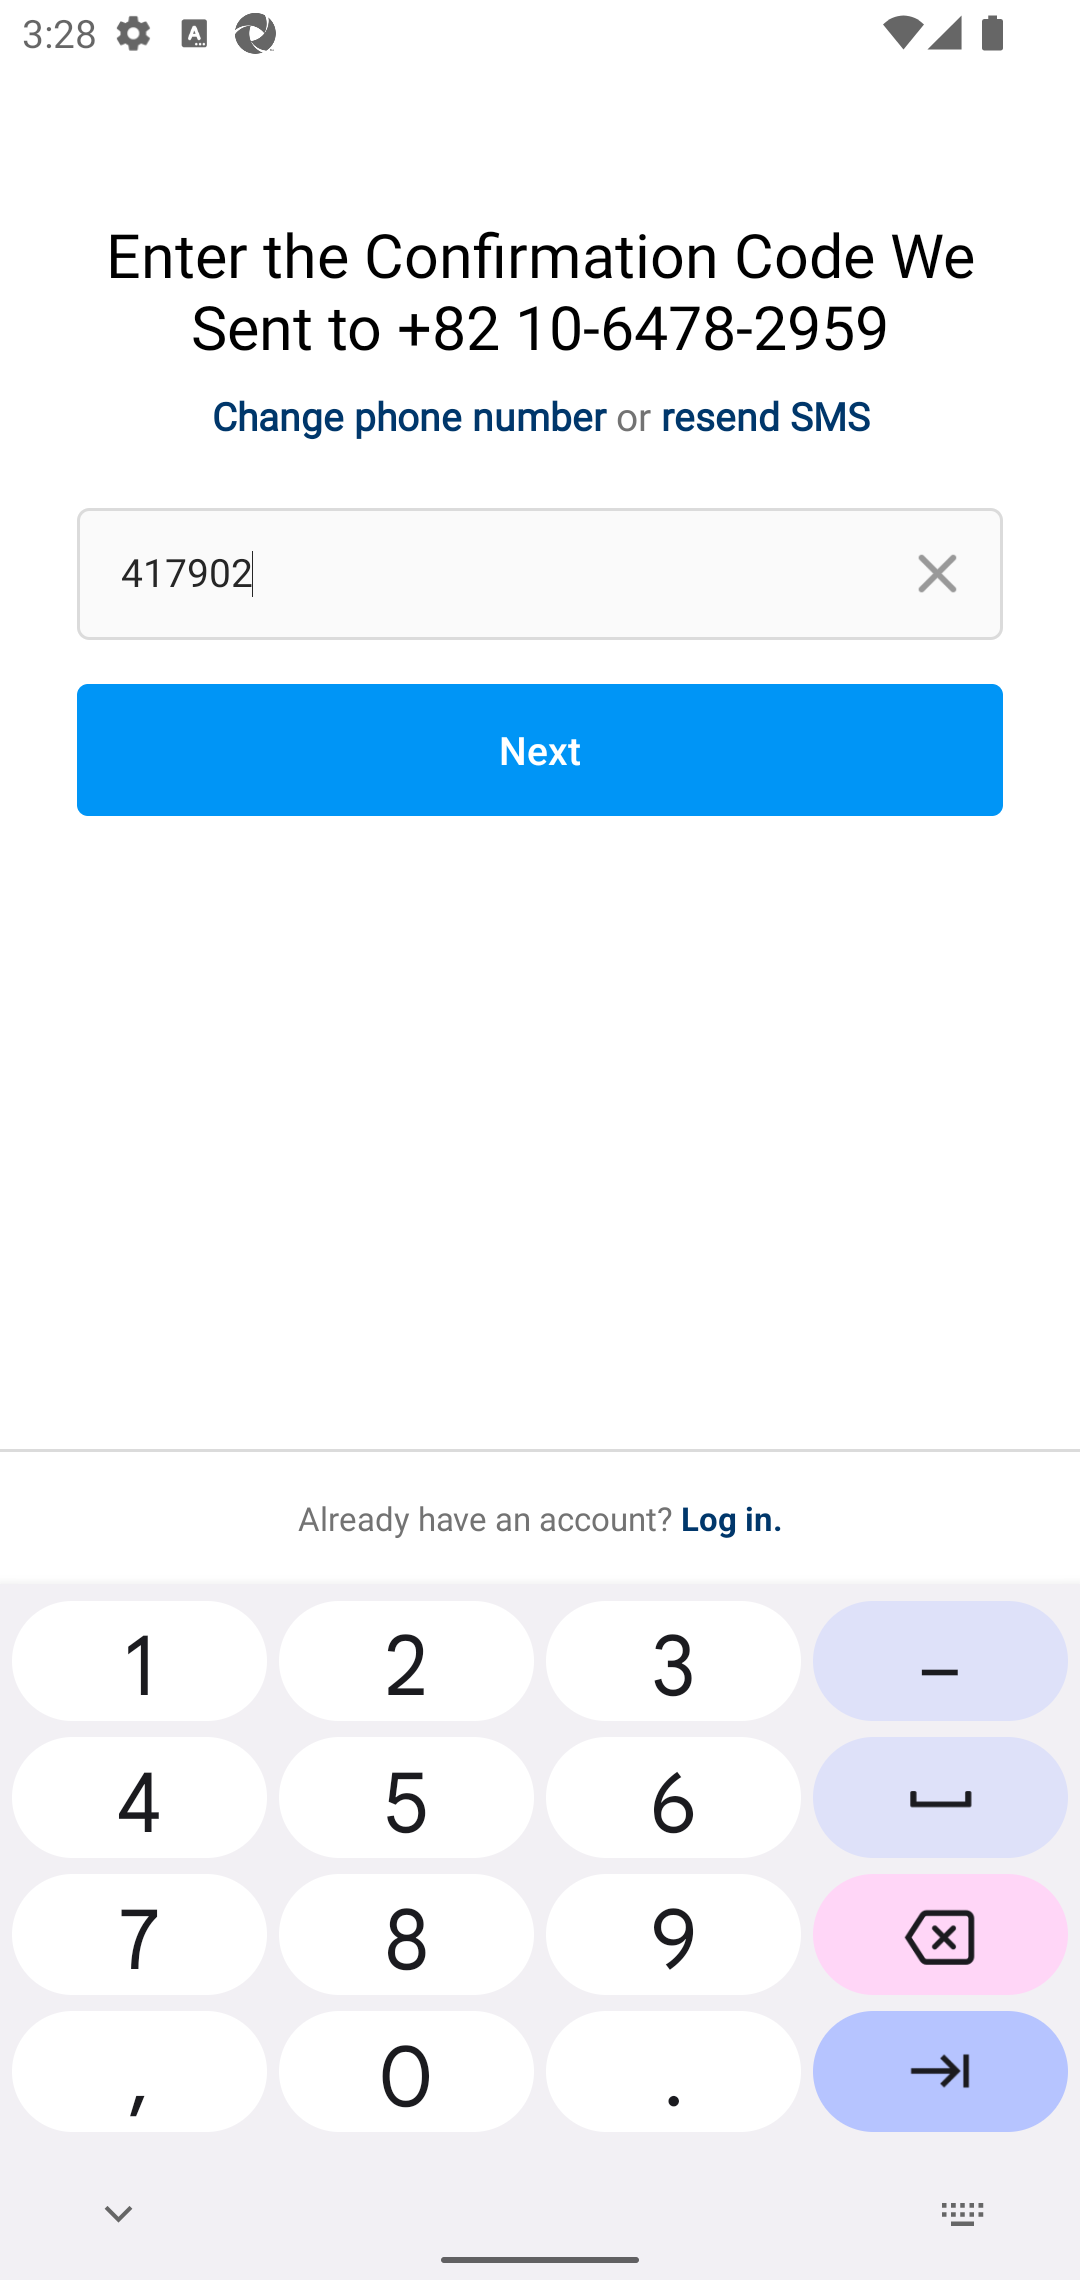 3:28
Enter the Confirmation Code We
Sent to +82 10-6478-2959
Change phone number or resend SMS
417902
Next
Already have an account? Log in.
1 2 3 –
4 5 6
7 8 9
, 0 .